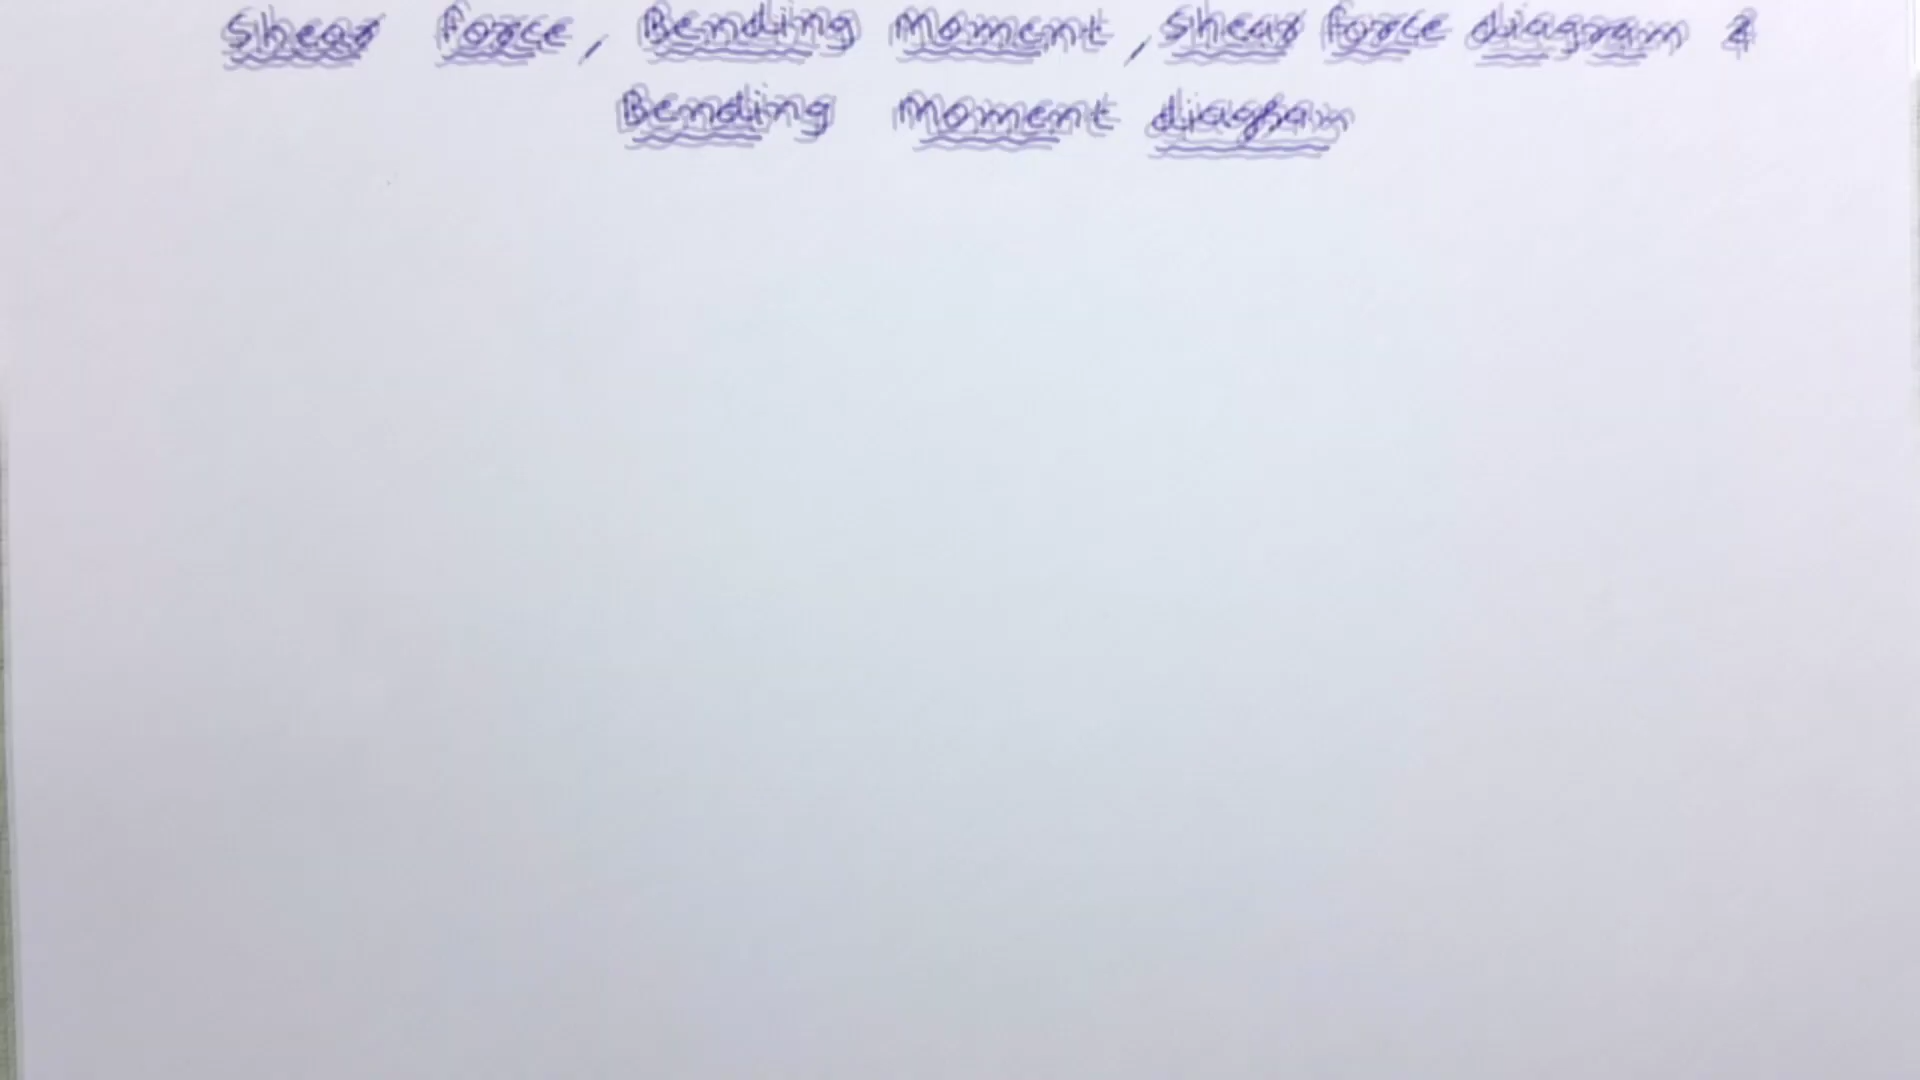 Shear force, Bending Moment, Shear force diagram &
Bending Moment diagram